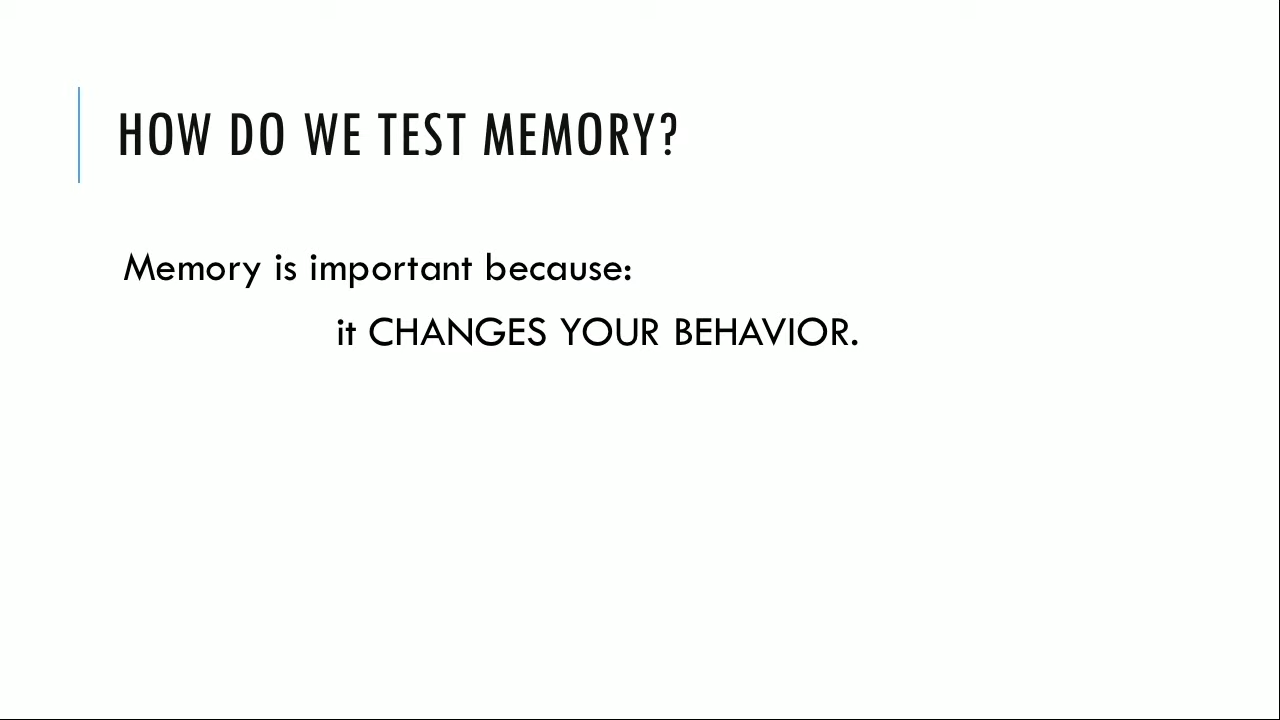 HOW DO WE TEST MEMORY?
Memory is important because:
it CHANGES YOUR BEHAVIOR.